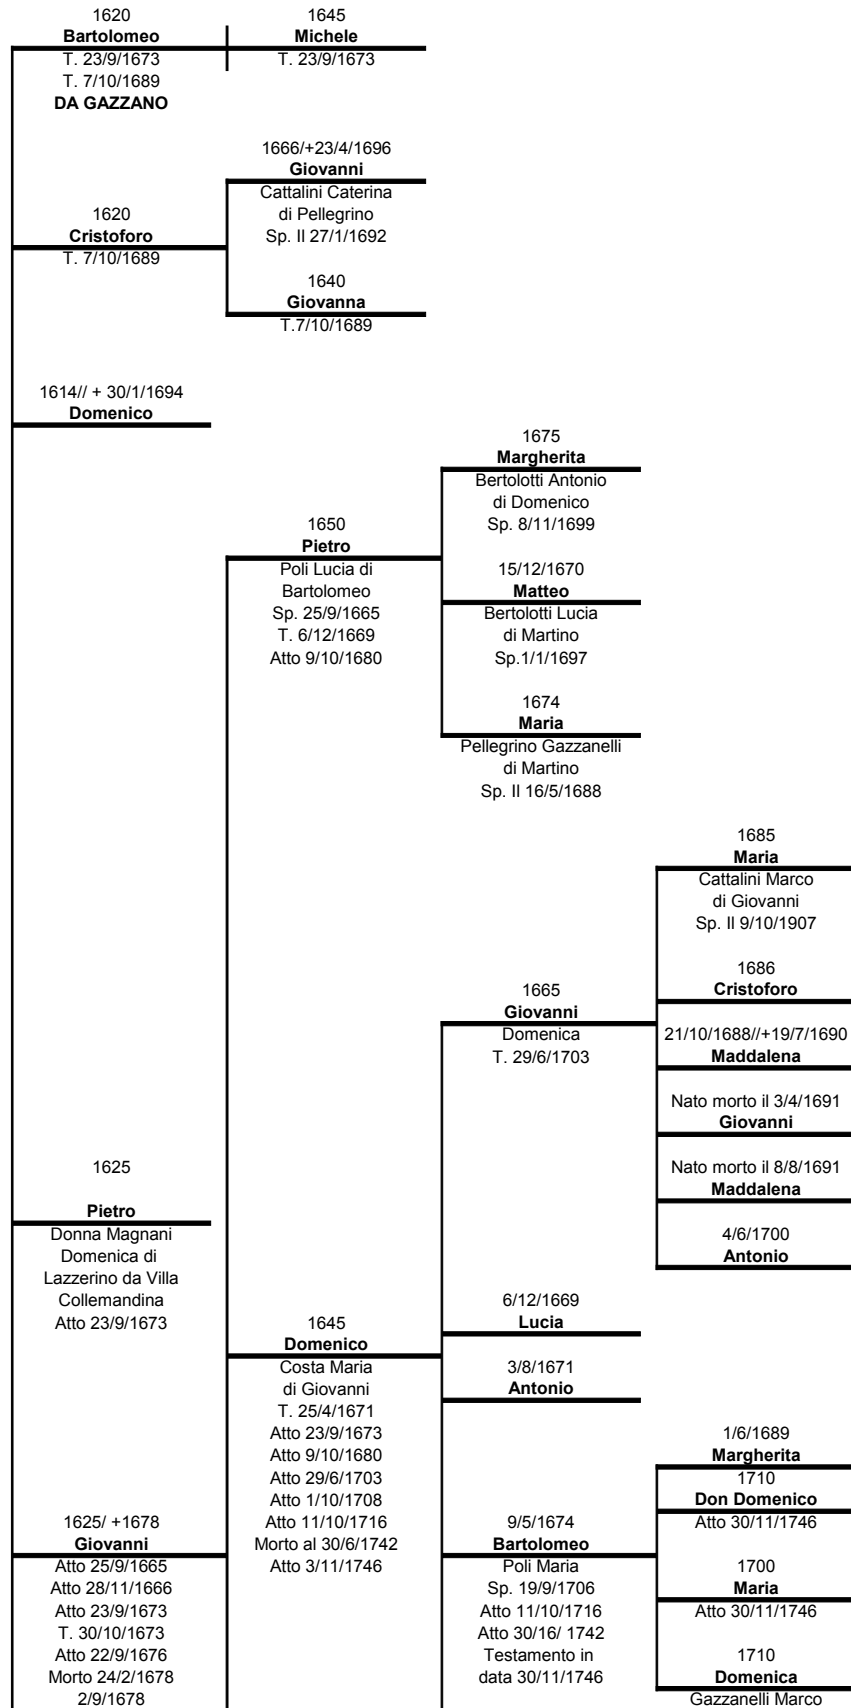 1620
Bartolomeo
T. 23/9/1673
T. 7/10/1689
DA GAZZANO
1645
Michele
T. 23/9/1673
1666/+23/4/1696
Giovanni
Cattalini Caterina
di Pellegrino
Sp. II 27/1/1692
1620
Cristoforo
T. 7/10/1689
1640
Giovanna
T.7/10/1689
1614// + 30/1/1694
Domenico
1675
Margherita
Bertolotti Antonio
di Domenico
Sp. 8/11/1699
1650
Pietro
Poli Lucia di
Bartolomeo
Sp. 25/9/1665
T. 6/12/1669
Atto 9/10/1680
15/12/1670
Matteo
Bertolotti Lucia
di Martino
Sp.1/1/1697
1674
Maria
Pellegrino Gazzanelli
di Martino
Sp. II 16/5/1688
1685
Maria
Cattalini Marco
di Giovanni
Sp. II 9/10/1907
1686
Cristoforo
1665
Giovanni
Domenica
T. 29/6/1703
21/10/1688//+19/7/1690
Maddalena
Nato morto il 3/4/1691
Giovanni
Nato morto il 8/8/1691
Maddalena
4/6/1700
Antonio
1625
Pietro
Donna Magnani
Domenica di
Lazzerino da Villa
Collemandina
Atto 23/9/1673
6/12/1669
Lucia
1645
Domenico
Costa Maria
di Giovanni
T. 25/4/1671
Atto 23/9/1673
Atto 9/10/1680
Atto 29/6/1703
Atto 1/10/1708
Atto 11/10/1716
Morto al 30/6/1742
Atto 3/11/1746
3/8/1671
Antonio
1/6/1689
Margherita
1710
Don Domenico
Atto 30/11/1746
1625/ +1678
Giovanni
Atto 25/9/1665
Atto 28/11/1666
Atto 23/9/1673
T. 30/10/1673
Atto 22/9/1676
Morto 24/2/1678
2/9/1678
9/5/1674
Bartolomeo
Poli Maria
Sp. 19/9/1706
Atto 11/10/1716
Atto 30/16/ 1742
Testamento in
data 30/11/1746
1700
Maria
Atto 30/11/1746
1710
Domenica
Gazzanelli Marco